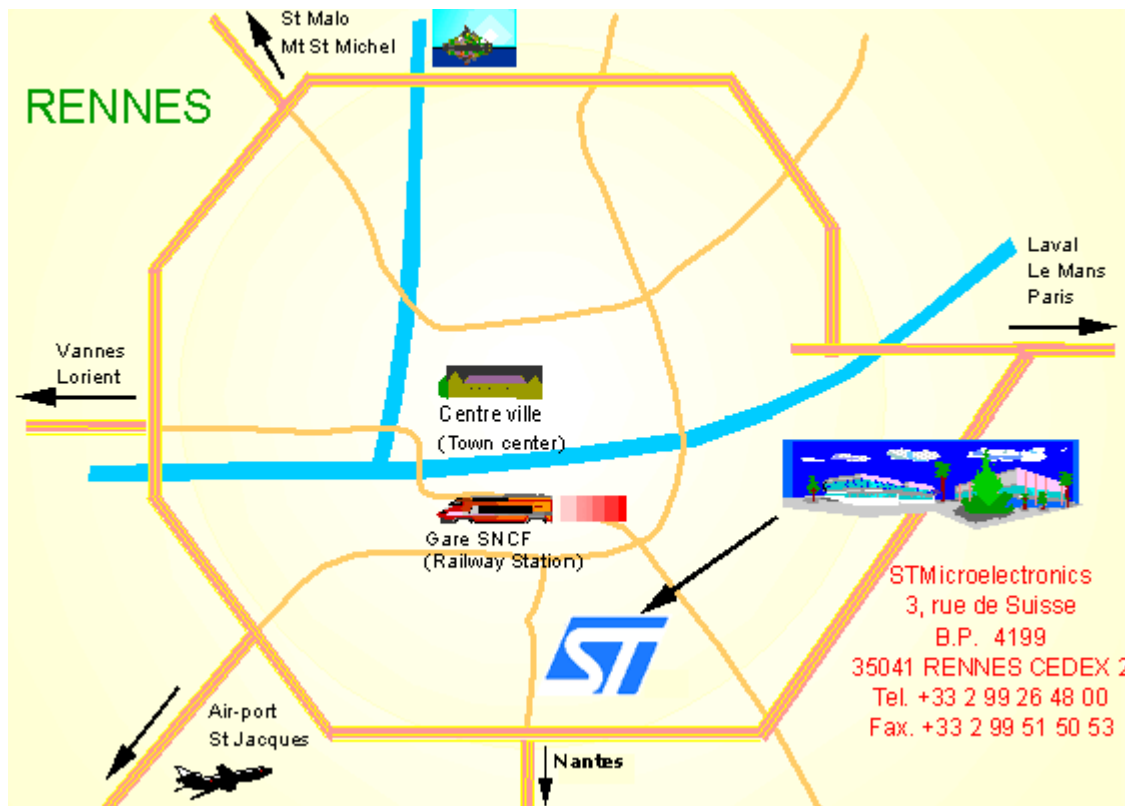 St Malo
Mt St Michel
RENNES
Laval
Le Mans
Paris
Vannes
Lorient
Centre ville
(Town center)
Gare SNCF
(Railway Station)
STMicroelectronics
3, rue de Suisse
B.P. 4199
35041 RENNES CEDEX 2
Tel. +33 2 99 26 48 00
Fax. +33 2 99 51 50 53
ST
Air-port
St Jacques
Nantes